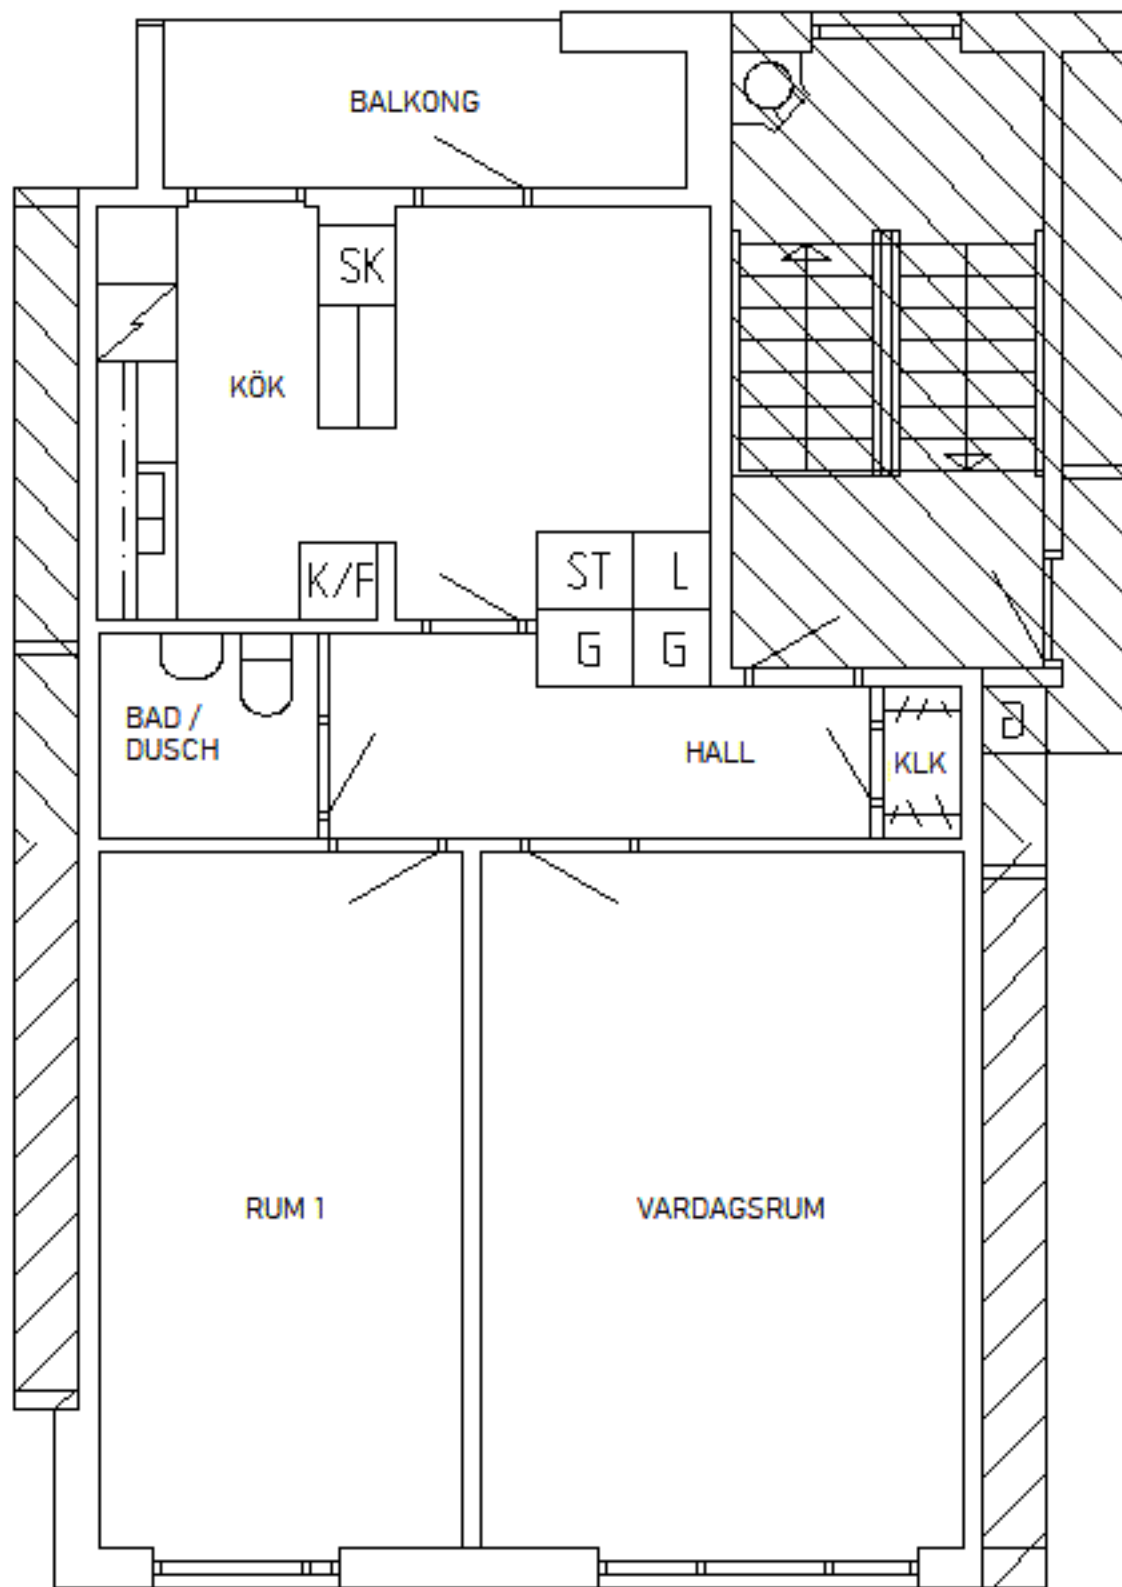 BALKONG
SK
KÖK
K/F
ST
L
G
G
BAD /
DUSCH
HALL
KLK
RUM 1
VARDAGSRUM